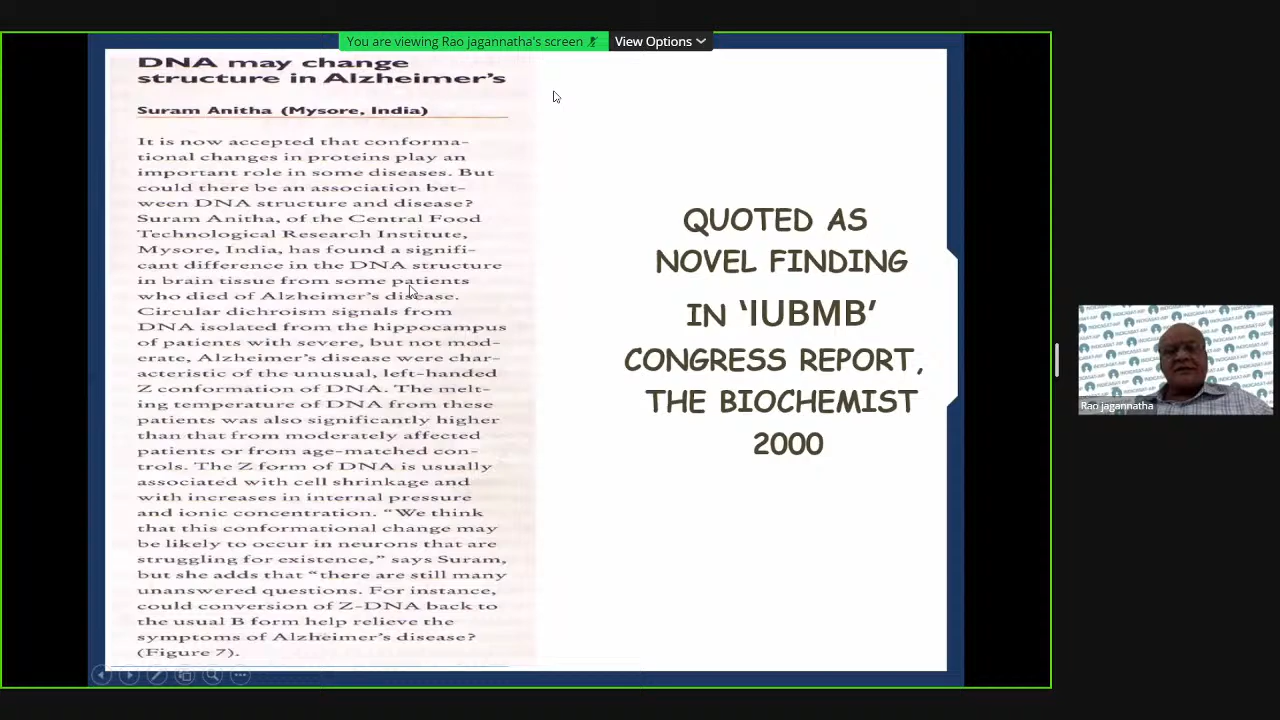 You are viewing Rao jagannatha's screen
View Options
DNA may change
structure in Alzheimer's
Suram Anitha (Mysore, India)
It is now accepted that conforma-
tional changes in proteins play an
important role in some diseases. But
could there be an association bet-
ween DNA structure and disease?
Suram Anitha, of the Central Food
Technological Research Institute,
Mysore, India, has found a signifi-
cant difference in the DNA structure
in brain tissue from some patients
who died of Alzheimer's disease.
Circular dichroism signals from
DNA isolated from the hippocampus
of patients with severe, but not mod-
erate, Alzheimer's disease were char-
acteristic of the unusual, left-handed
Z conformation of DNA. The melt-
ing temperature of DNA from these
patients was also significantly higher
than that from moderately affected
patients or from age-matched con-
trols. The Z form of DNA is usually
associated with cell shrinkage and
with increases in internal pressure
and ionic concentration. "We think
that this conformational change may
be likely to occur in neurons that are
struggling for existence," says Suram,
but she adds that "there are still many
unanswered questions. For instance,
could conversion of Z-DNA back to
the usual B form help relieve the
symptoms of Alzheimer's disease?
(Figure 7).
QUOTED AS
NOVEL FINDING
IN 'IUBMB'
CONGRESS REPORT,
THE BIOCHEMIST
2000
INDICASAT-AIP
Rao jagannatha